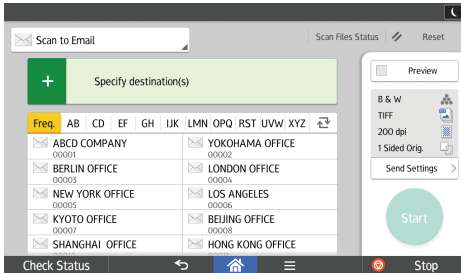 Scan to Email
Scan Files Status
Reset
+ Specify destination(s)
Preview
Freq. AB CD EF GH IJK LMN OPQ RST UVW XYZ
ABCD COMPANY
00001
YOKOHAMA OFFICE
00002
BERLIN OFFICE
00003
LONDON OFFICE
00004
NEW YORK OFFICE
00005
LOS ANGELES
00006
KYOTO OFFICE
00007
BEIJING OFFICE
00008
SHANGHAI OFFICE
HONG KONG OFFICE
B & W
TIFF
200 dpi
1 Sided Orig.
Send Settings
Start
Check Status
Stop